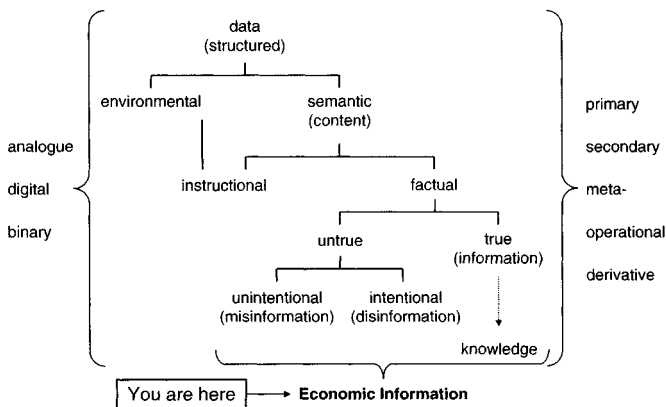 data
(structured)
environmental
semantic
(content)
primary
analogue
secondary
digital
instructional
factual
meta-
binary
untrue
true
(information)
operational
unintentional
(misinformation)
intentional
(disinformation)
derivative
knowledge
You are here
Economic Information